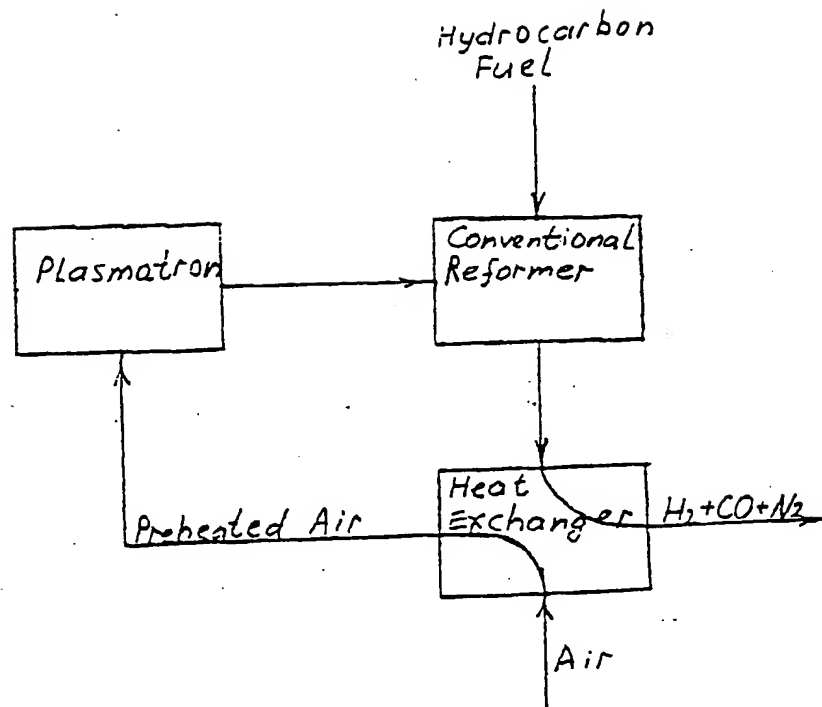 Hydrocarbon
Fuel
Plasmatron
Conventional
Reformer
Heat
Exchanger
Preheated Air
H₂+CO+N₂
Air